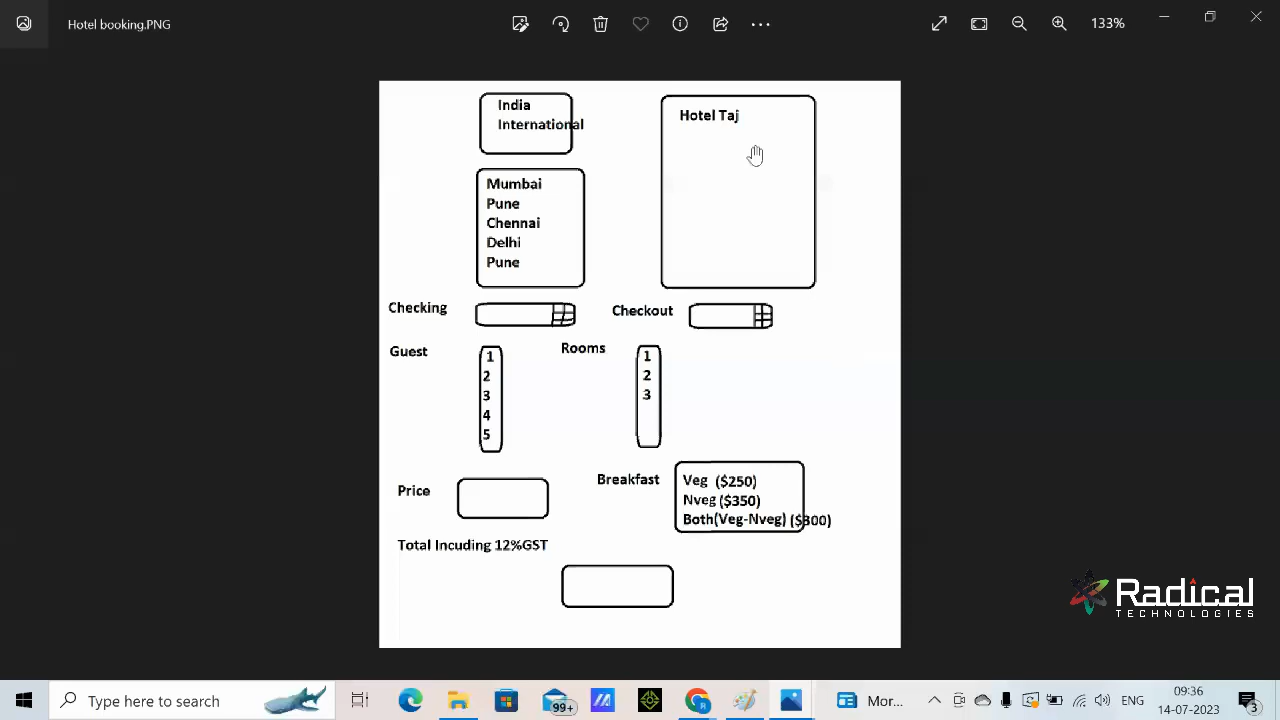 Hotel booking.PNG
133%
India
International
Hotel Taj
Mumbai
Pune
Chennai
Delhi
Pune
Checking
Checkout
Guest
1
2
3
4
5
Rooms
1
2
3
Price
Breakfast
Veg ($250)
Nveg ($350)
Both(Veg-Nveg) ($300)
Total Incuding 12%GST
Radical
TECHNOLOGIES
Type here to search
99+
Mor...
09:36
14-07-2023
3